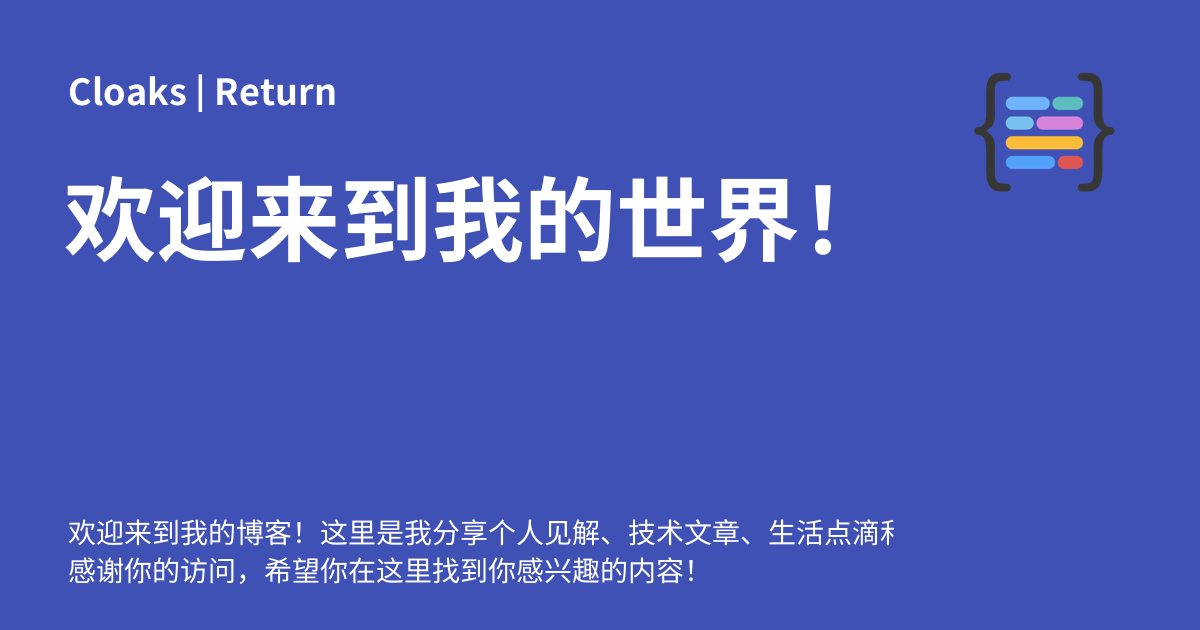 Cloaks | Return
欢迎来到我的世界！
欢迎来到我的博客！这里是我分享个人见解、技术文章、生活点滴
感谢你的访问，希望你在这里找到你感兴趣的内容！